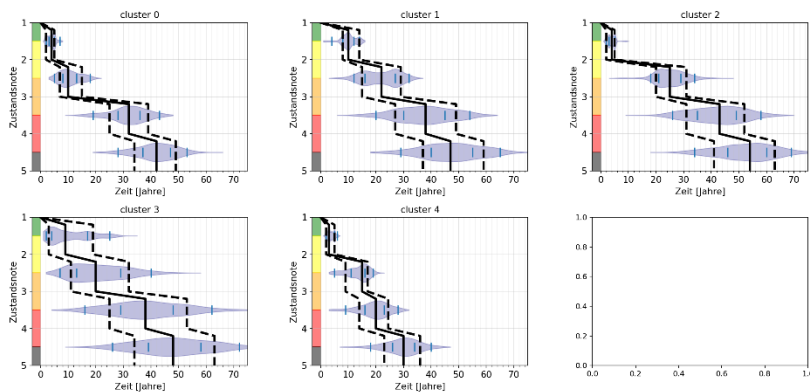 cluster 0
cluster 1
cluster 2
1
2
3
4
5
Zustandsnote
0 10 20 30 40 50 60 70
Zeit [Jahre]
1
2
3
4
5
Zustandsnote
0 10 20 30 40 50 60 70
Zeit [Jahre]
1
2
3
4
5
Zustandsnote
0 10 20 30 40 50 60 70
Zeit [Jahre]
cluster 3
cluster 4
1
2
3
4
5
Zustandsnote
0 10 20 30 40 50 60 70
Zeit [Jahre]
1
2
3
4
5
Zustandsnote
0 10 20 30 40 50 60 70
Zeit [Jahre]
1.0
0.8
0.6
0.4
0.2
0.0
0.0 0.2 0.4 0.6 0.8 1.0